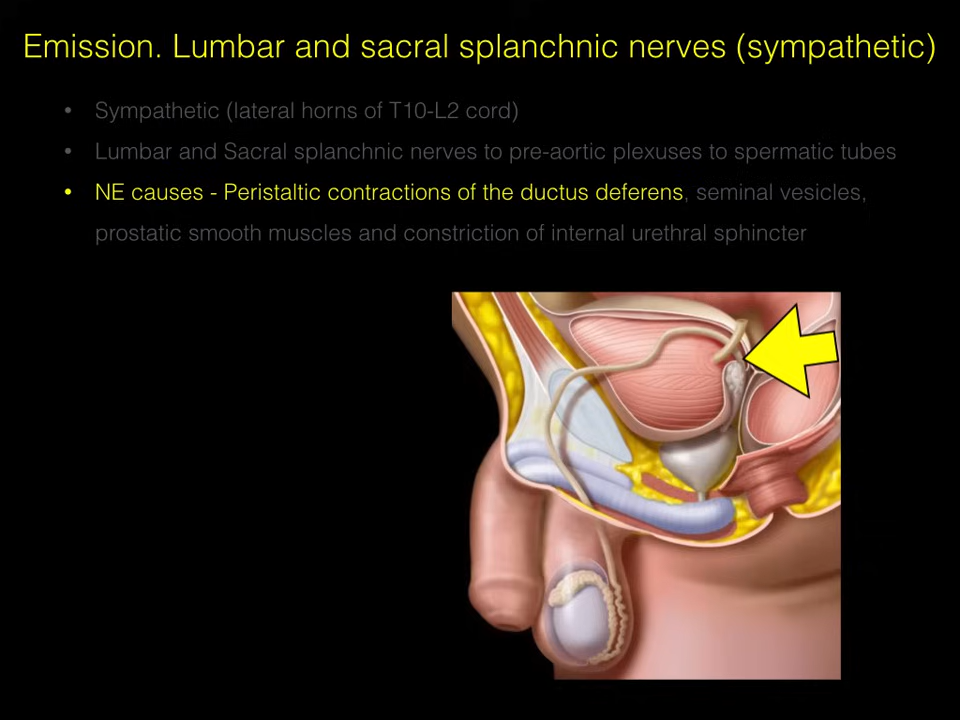 Emission. Lumbar and sacral splanchnic nerves (sympathetic)
• Sympathetic (lateral horns of T10-L2 cord)
• Lumbar and Sacral splanchnic nerves to pre-aortic plexuses to spermatic tubes
• NE causes - Peristaltic contractions of the ductus deferens, seminal vesicles,
prostatic smooth muscles and constriction of internal urethral sphincter